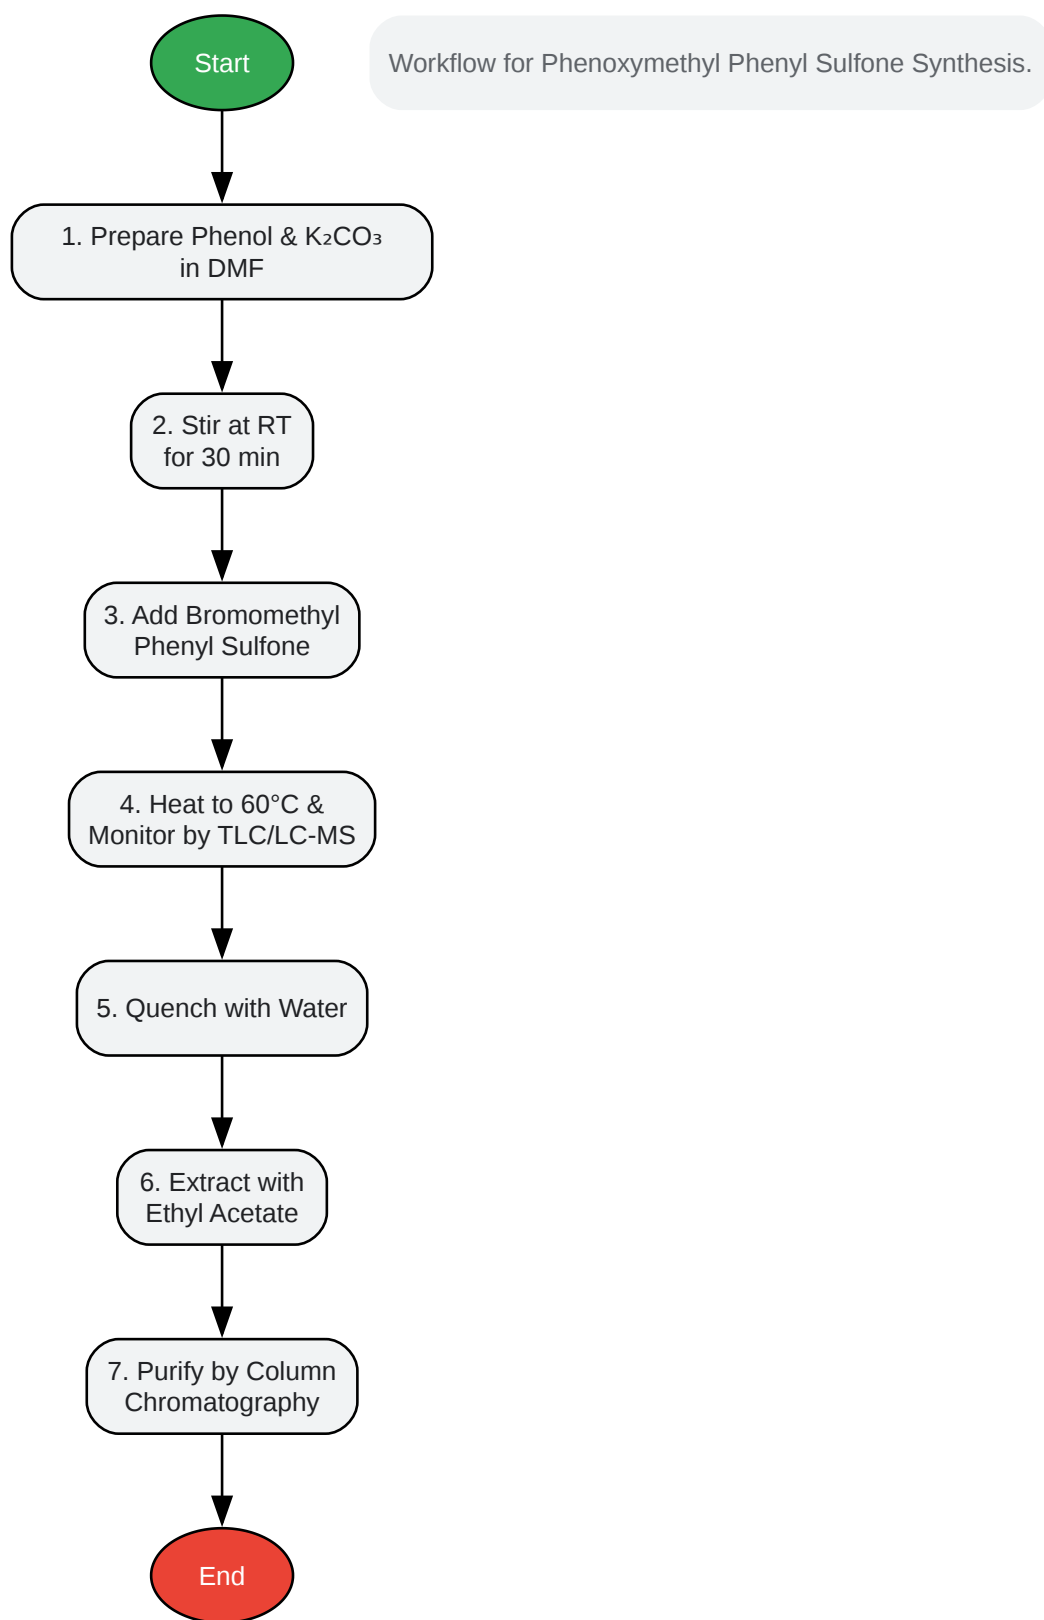 Start
Workflow for Phenoxymethyl Phenyl Sulfone Synthesis.
1. Prepare Phenol & K₂CO₃
in DMF
2. Stir at RT
for 30 min
3. Add Bromomethyl
Phenyl Sulfone
4. Heat to 60°C &
Monitor by TLC/LC-MS
5. Quench with Water
6. Extract with
Ethyl Acetate
7. Purify by Column
Chromatography
End